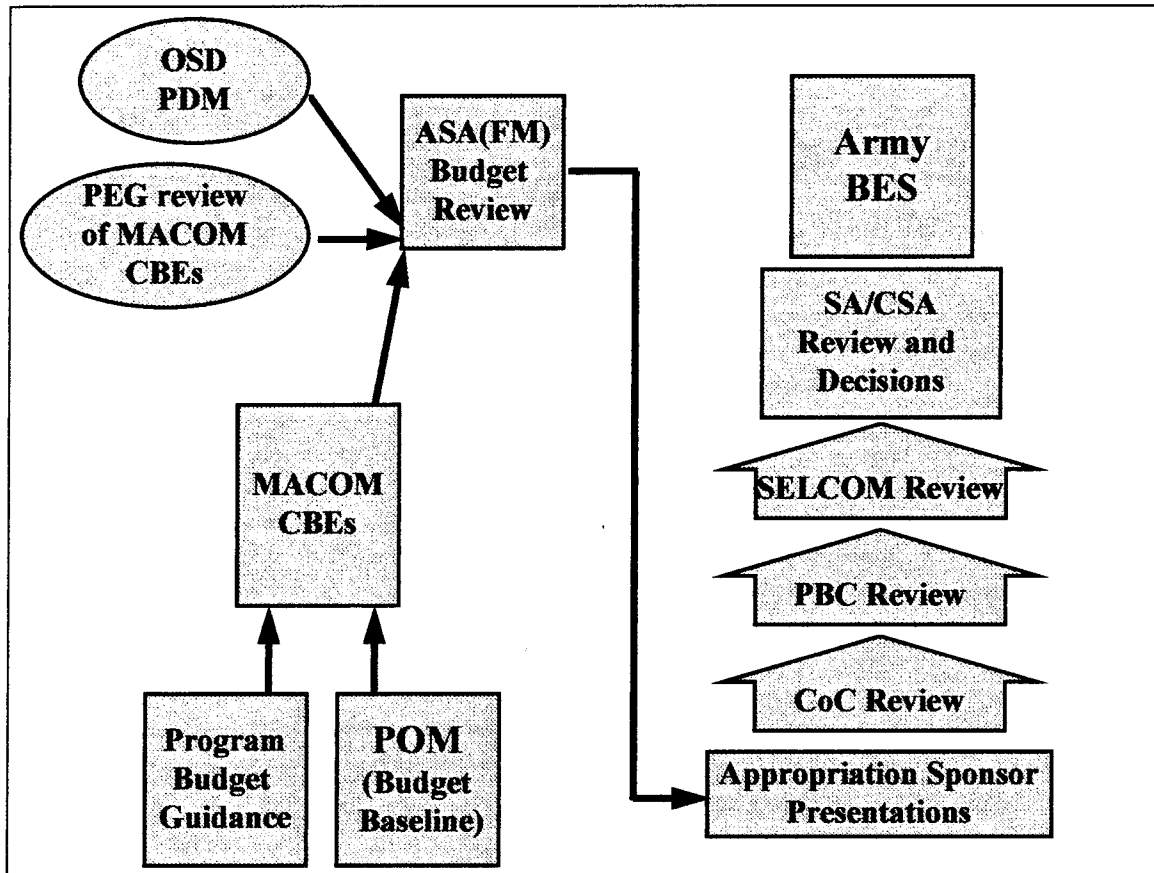 OSD
PDM
PEG review
of MACOM
CBEs
ASA(FM)
Budget
Review
MACOM
CBEs
Program
Budget
Guidance
POM
(Budget
Baseline)
Army
BES
SA/CSA
Review and
Decisions
SELCOM Review
PBC Review
CoC Review
Appropriation Sponsor
Presentations